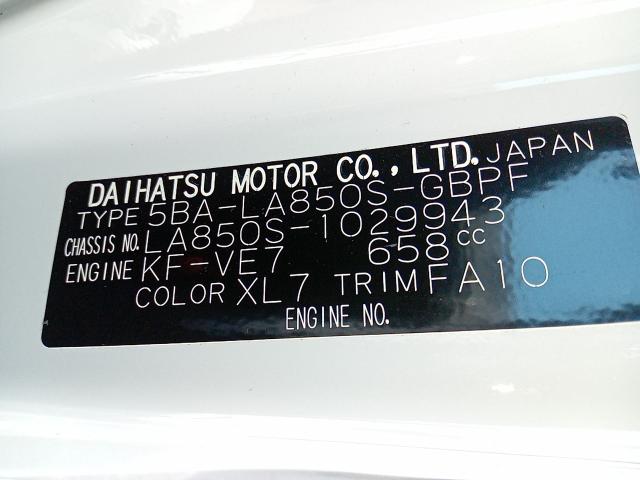 DAIHATSU MOTOR CO., LTD. JAPAN
TYPE 5BA-LA850S-GBPF
CHASSIS NO. LA850S-1029943
ENGINE KF-VE7 658cc
COLOR XL7 TRIM FA10
ENGINE NO.